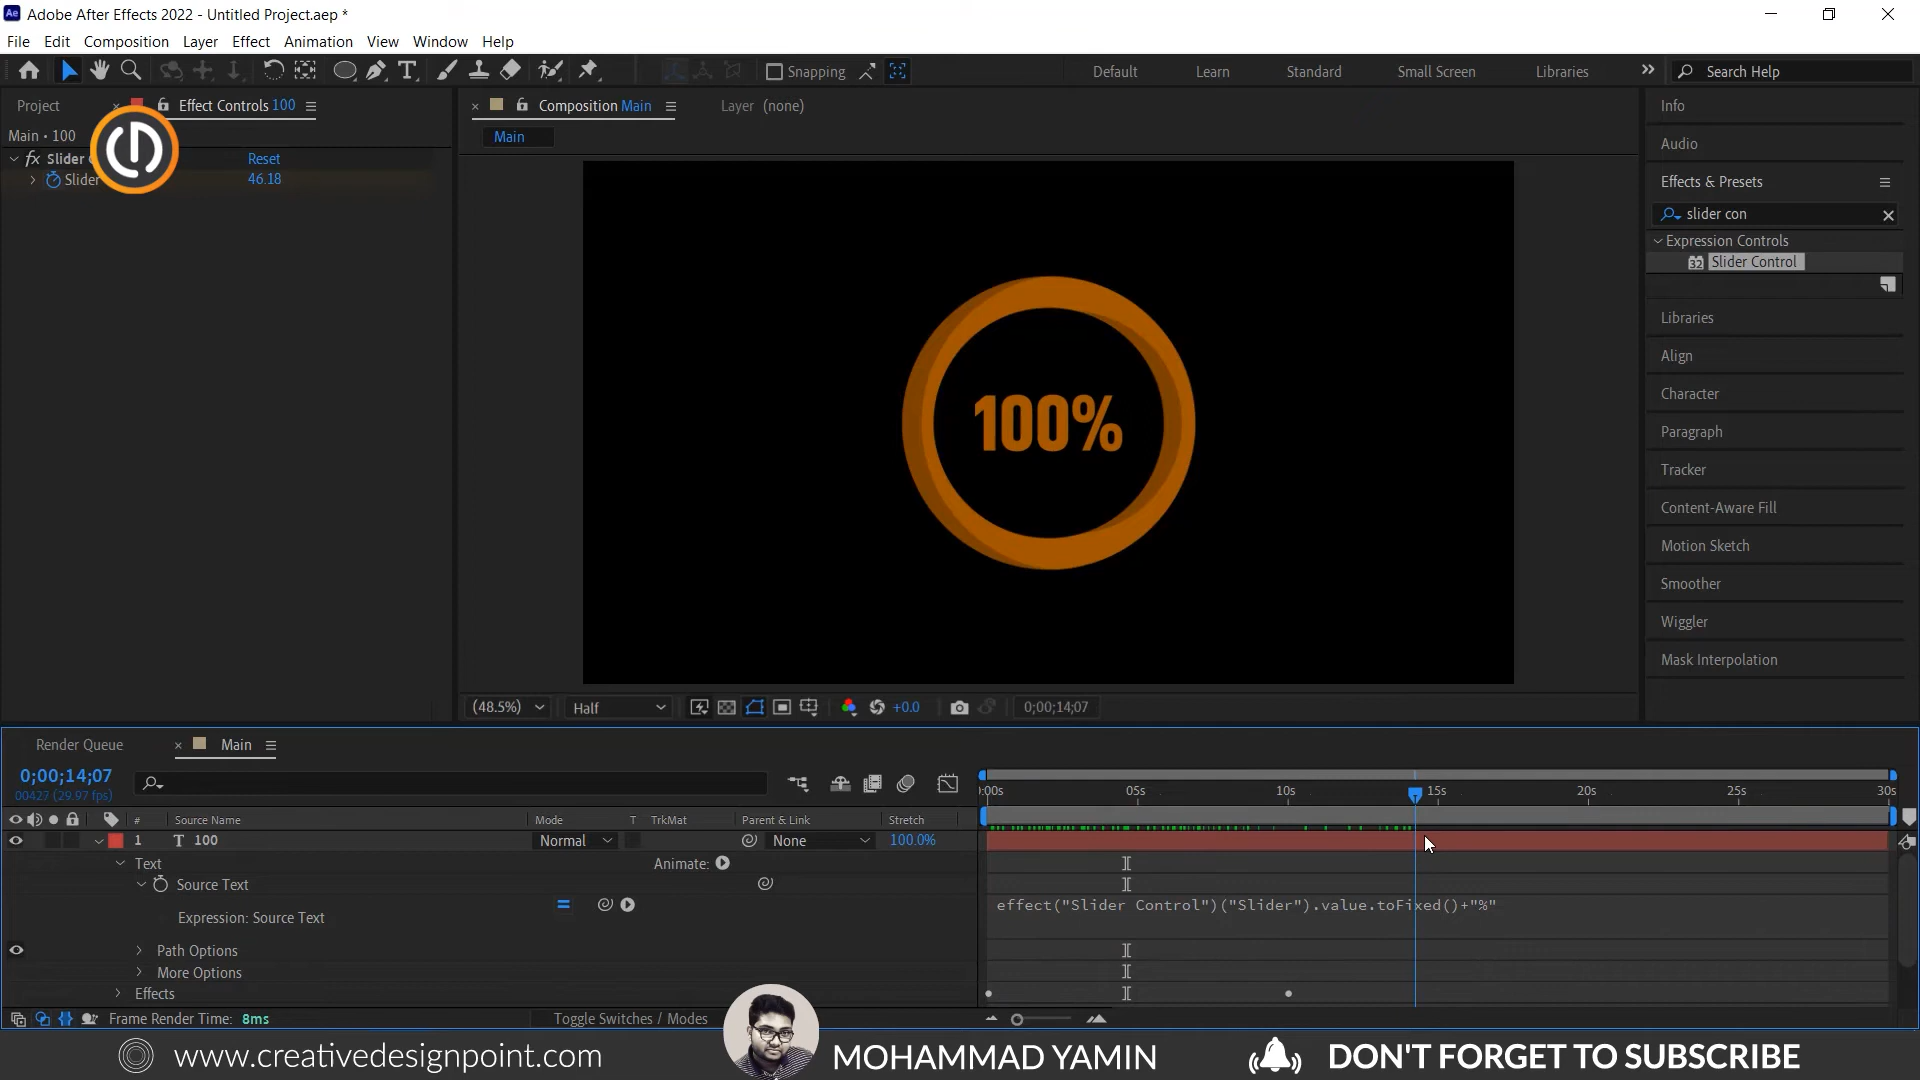 Ae Adobe After Effects 2022 - Untitled Project.aep *
File Edit Composition Layer Effect Animation View Window Help
Snapping Default Learn Standard Small Screen Libraries Search Help
Project Effect Controls 100 Composition Main Layer (none) Info
Main • 100 Main
fx Slider Reset
Slider 46.18
Audio
Effects & Presets
slider con
Expression Controls
32 Slider Control
Libraries
Align
Character
Paragraph
Tracker
Content-Aware Fill
Motion Sketch
Smoother
Wiggler
Mask Interpolation
100%
(48.5%) Half +0.0 0;00;14;07
Render Queue Main
0;00;14;07
00427 (29.97 fps)
:00s 05s 10s 15s 20s 25s 30s
# Source Name Mode T TrkMat Parent & Link Stretch
1 T 100 Normal None 100.0%
Text Animate:
Source Text
Expression: Source Text effect("Slider Control")("Slider").value.toFixed()+"%"
Path Options
More Options
Effects
Frame Render Time: 8ms Toggle Switches / Modes
www.creativedesignpoint.com MOHAMMAD YAMIN DON'T FORGET TO SUBSCRIBE